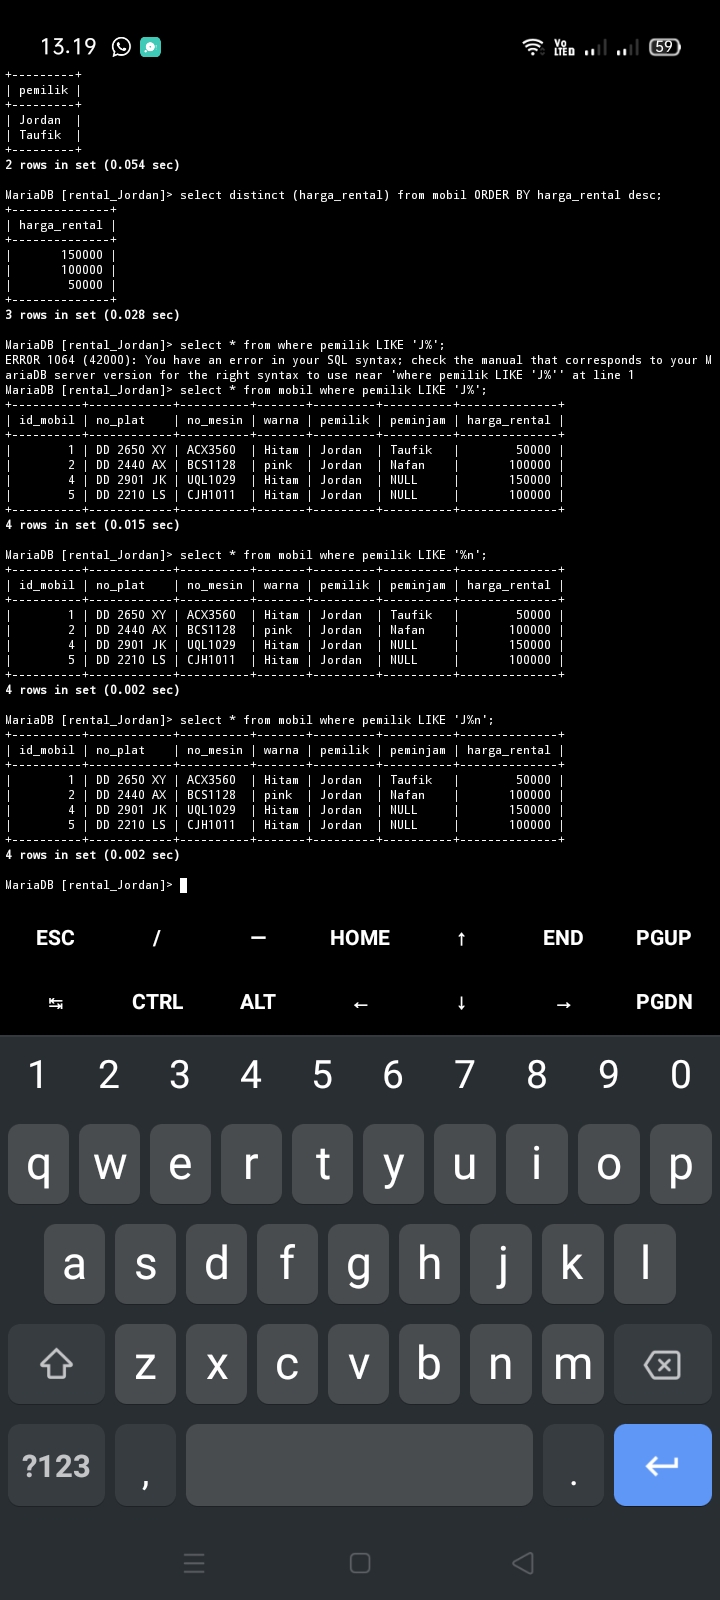 13.19 Vo LTED 59
+---------+
| pemilik |
+---------+
| Jordan  |
| Taufik  |
+---------+
2 rows in set (0.054 sec)
MariaDB [rental_Jordan]> select distinct (harga_rental) from mobil ORDER BY harga_rental desc;
+--------------+
| harga_rental |
+--------------+
|       150000 |
|       100000 |
|        50000 |
+--------------+
3 rows in set (0.028 sec)
MariaDB [rental_Jordan]> select * from where pemilik LIKE 'J%';
ERROR 1064 (42000): You have an error in your SQL syntax; check the manual that corresponds to your M
ariaDB server version for the right syntax to use near 'where pemilik LIKE 'J%'' at line 1
MariaDB [rental_Jordan]> select * from mobil where pemilik LIKE 'J%';
+----------+------------+----------+-------+---------+----------+--------------+
| id_mobil | no_plat    | no_mesin | warna | pemilik | peminjam | harga_rental |
+----------+------------+----------+-------+---------+----------+--------------+
|        1 | DD 2650 XY | ACX3560  | Hitam | Jordan  | Taufik   |        50000 |
|        2 | DD 2440 AX | BCS1128  | pink  | Jordan  | Nafan    |       100000 |
|        4 | DD 2901 JK | UQL1029  | Hitam | Jordan  | NULL     |       150000 |
|        5 | DD 2210 LS | CJH1011  | Hitam | Jordan  | NULL     |       100000 |
+----------+------------+----------+-------+---------+----------+--------------+
4 rows in set (0.015 sec)
MariaDB [rental_Jordan]> select * from mobil where pemilik LIKE '%n';
+----------+------------+----------+-------+---------+----------+--------------+
| id_mobil | no_plat    | no_mesin | warna | pemilik | peminjam | harga_rental |
+----------+------------+----------+-------+---------+----------+--------------+
|        1 | DD 2650 XY | ACX3560  | Hitam | Jordan  | Taufik   |        50000 |
|        2 | DD 2440 AX | BCS1128  | pink  | Jordan  | Nafan    |       100000 |
|        4 | DD 2901 JK | UQL1029  | Hitam | Jordan  | NULL     |       150000 |
|        5 | DD 2210 LS | CJH1011  | Hitam | Jordan  | NULL     |       100000 |
+----------+------------+----------+-------+---------+----------+--------------+
4 rows in set (0.002 sec)
MariaDB [rental_Jordan]> select * from mobil where pemilik LIKE 'J%n';
+----------+------------+----------+-------+---------+----------+--------------+
| id_mobil | no_plat    | no_mesin | warna | pemilik | peminjam | harga_rental |
+----------+------------+----------+-------+---------+----------+--------------+
|        1 | DD 2650 XY | ACX3560  | Hitam | Jordan  | Taufik   |        50000 |
|        2 | DD 2440 AX | BCS1128  | pink  | Jordan  | Nafan    |       100000 |
|        4 | DD 2901 JK | UQL1029  | Hitam | Jordan  | NULL     |       150000 |
|        5 | DD 2210 LS | CJH1011  | Hitam | Jordan  | NULL     |       100000 |
+----------+------------+----------+-------+---------+----------+--------------+
4 rows in set (0.002 sec)
MariaDB [rental_Jordan]>
ESC / — HOME ↑ END PGUP
↹ CTRL ALT ← ↓ → PGDN
1 2 3 4 5 6 7 8 9 0
q w e r t y u i o p
a s d f g h j k l
z x c v b n m
?123 , .